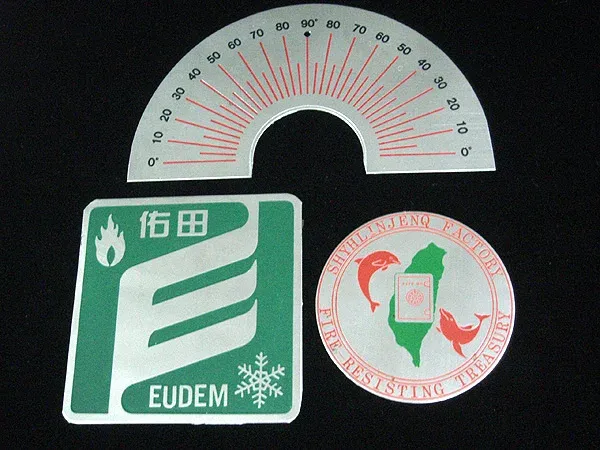 0° 10 20 30 40 50 60 70 80 90° 80 70 60 50 40 30 20 10 0°
佑田
EUDEM
SHYHLINJENQ FACTORY
FIRE-RESISTING TREASURY